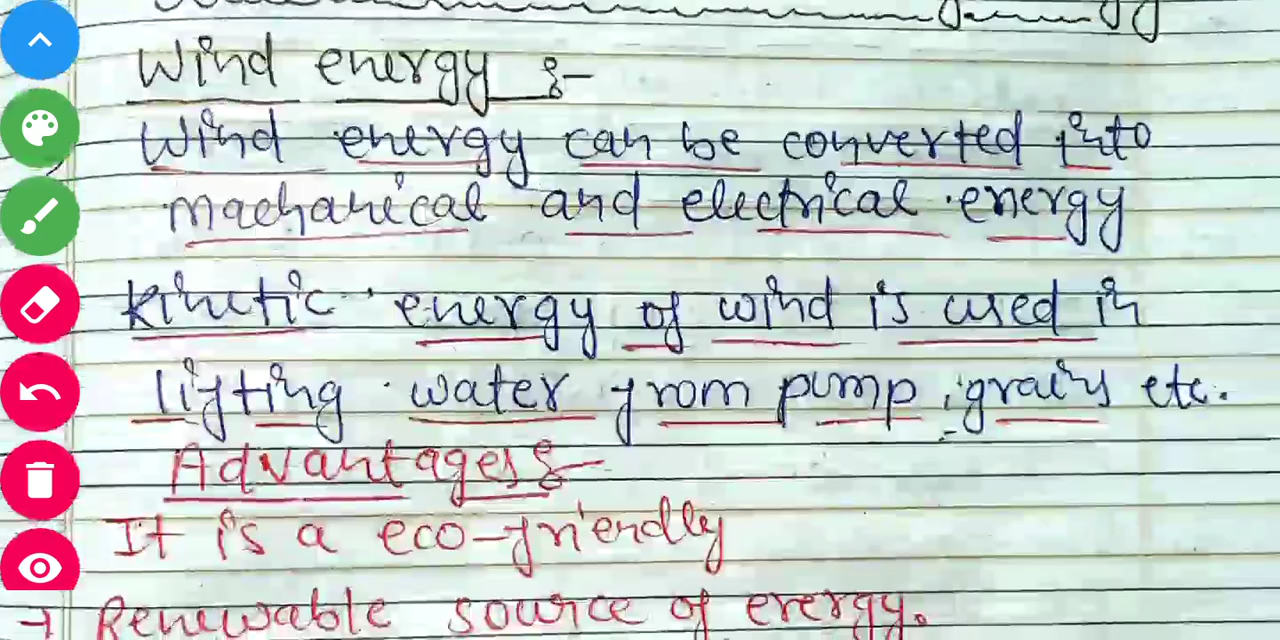 Wind energy :-
Wind energy can be converted into
mechanical and electrical energy
Kinetic energy of wind is used in
lifting water from pump, grains etc.
Advantages :-
It is a eco-friendly
→ Renewable source of energy.